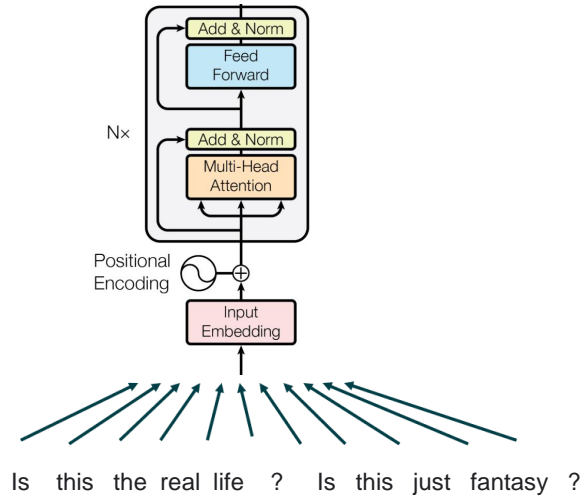 Add & Norm
Feed
Forward
N×
Add & Norm
Multi-Head
Attention
Positional
Encoding
Input
Embedding
Is this the real life ? Is this just fantasy ?